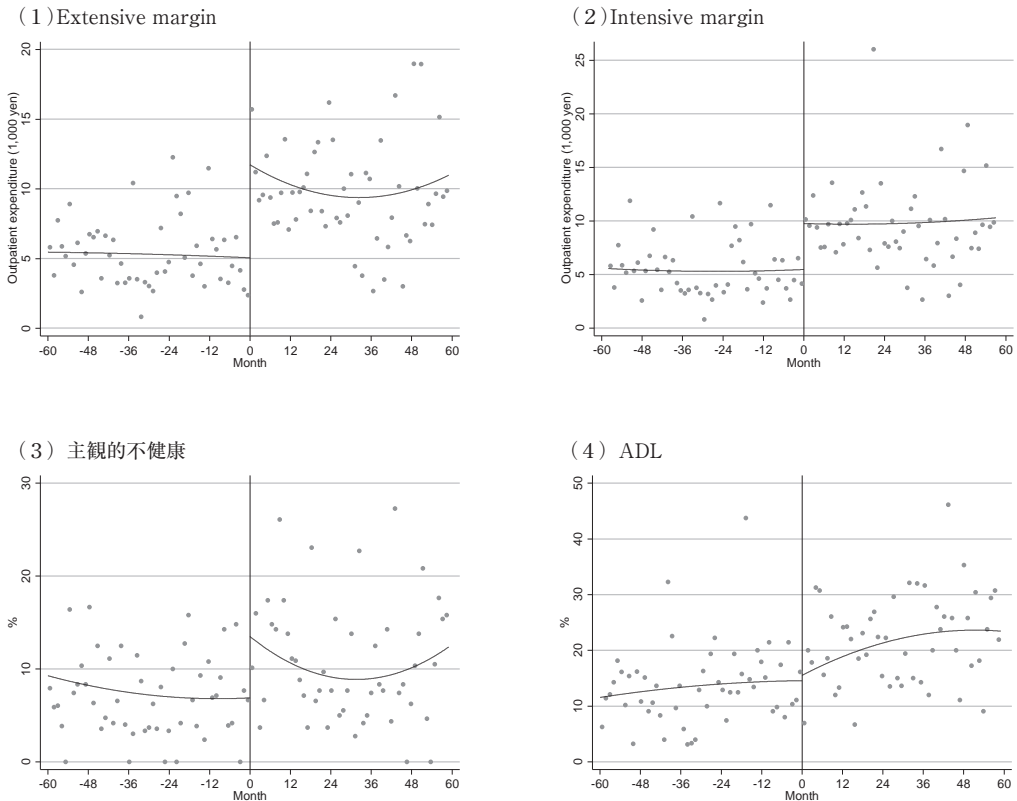 （1）Extensive margin
Outpatient expenditure (1,000 yen)
20
15
10
5
0
-60 -48 -36 -24 -12 0 12 24 36 48 60
Month
（2）Intensive margin
Outpatient expenditure (1,000 yen)
25
20
15
10
5
0
-60 -48 -36 -24 -12 0 12 24 36 48 60
Month
（3）主観的不健康
%
30
20
10
0
-60 -48 -36 -24 -12 0 12 24 36 48 60
Month
（4）ADL
%
50
40
30
20
10
0
-60 -48 -36 -24 -12 0 12 24 36 48 60
Month